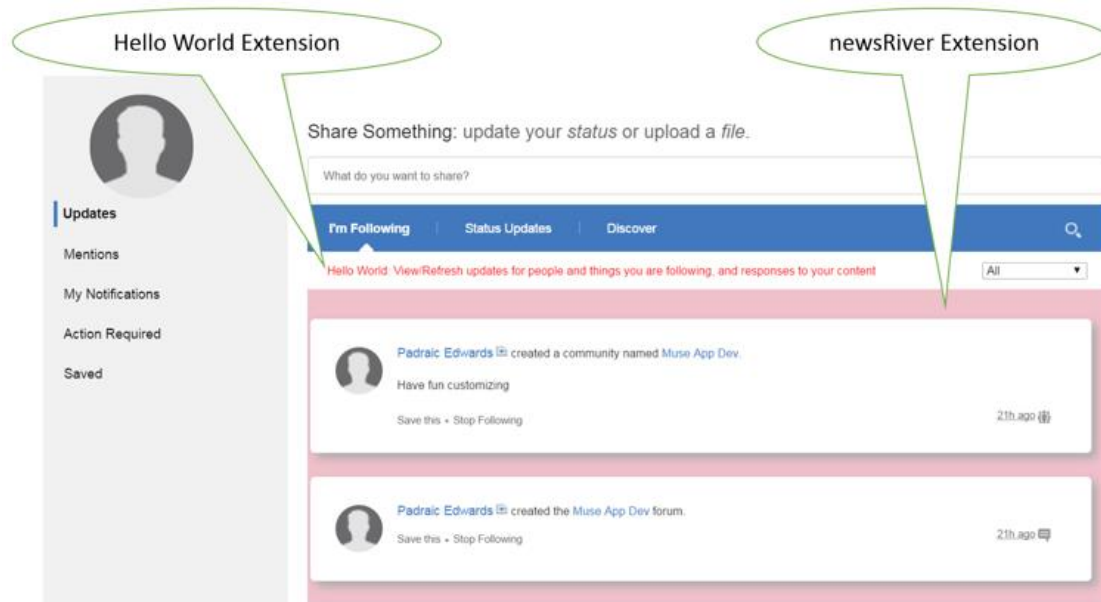 Hello World Extension
newsRiver Extension
Share Something: update your status or upload a file.
What do you want to share?
Updates
Mentions
My Notifications
Action Required
Saved
I'm Following
Status Updates
Discover
Hello World: View/Refresh updates for people and things you are following, and responses to your content
All
Padraic Edwards created a community named Muse App Dev.
Have fun customizing
Save this • Stop Following
21h ago
Padraic Edwards created the Muse App Dev forum.
Save this • Stop Following
21h ago